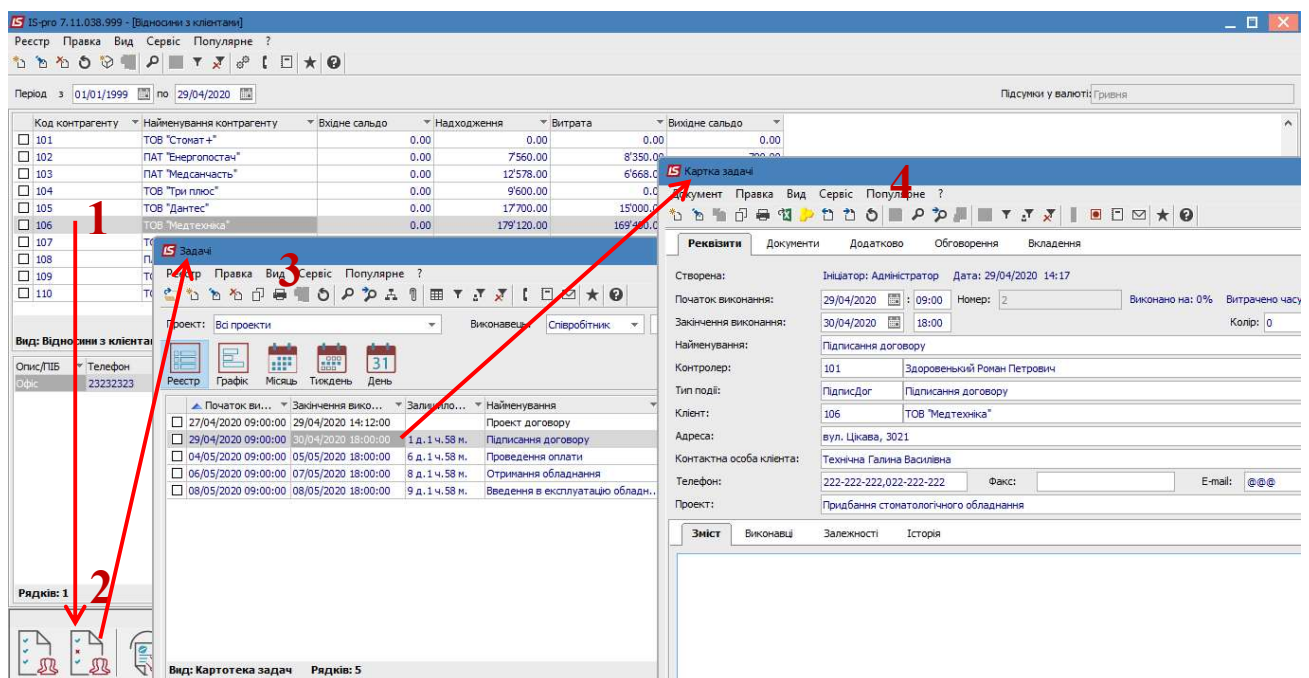 IS-pro 7.11.038.999 - [Відносини з клієнтами]
Реєстр Правка Вид Сервіс Популярне ?
Період з 01/01/1999 по 29/04/2020 Підсумки у валюті: Гривня
Код контрагенту Найменування контрагенту Вхідне сальдо Надходження Витрата Вихідне сальдо
101 ТОВ "Стомат+" 0.00 0.00 0.00 0.00
102 ПАТ "Енергопостач" 0.00 7'560.00 8'350.00
103 ПАТ "Медсанчасть" 0.00 12'578.00 6'668.0
104 ТОВ "Три плюс" 0.00 9'600.00 0.0
105 ТОВ "Дантес" 0.00 17'700.00 15'000.0
106 ТОВ "Медтехніка" 0.00 179'120.00
107
108
109
110
1
2
3
4
Вид: Відносини з клієнта
Опис/ПІБ Телефон
Офіс 23232323
Рядків: 1
Задачі
Реєстр Правка Вид Сервіс Популярне ?
Проект: Всі проекти Виконавець: Співробітник
Реєстр Графік Місяць Тиждень День
31
Початок ви... Закінчення вико... Залишило... Найменування
27/04/2020 09:00:00 29/04/2020 14:12:00 Проект договору
29/04/2020 09:00:00 30/04/2020 18:00:00 1 д.1 ч.58 м. Підписання договору
04/05/2020 09:00:00 05/05/2020 18:00:00 6 д.1 ч.58 м. Проведення оплати
06/05/2020 09:00:00 07/05/2020 18:00:00 8 д.1 ч.58 м. Отримання обладнання
08/05/2020 09:00:00 08/05/2020 18:00:00 9 д.1 ч.58 м. Введення в експлуатацію обладн...
Вид: Картотека задач Рядків: 5
Картка задачі
Документ Правка Вид Сервіс Популярне ?
Реквізити Документи Додатково Обговорення Вкладення
Створена: Ініціатор: Адміністратор Дата: 29/04/2020 14:17
Початок виконання: 29/04/2020 : 09:00 Номер: 2 Виконано на: 0% Витрачено часу
Закінчення виконання: 30/04/2020 18:00 Колір: 0
Найменування: Підписання договору
Контролер: 101 Здоровенький Роман Петрович
Тип події: ПідписДог Підписання договору
Клієнт: 106 ТОВ "Медтехніка"
Адреса: вул. Цікава, 3021
Контактна особа клієнта: Технічна Галина Василівна
Телефон: 222-222-222,022-222-222 Факс: E-mail: @@@
Проект: Придбання стоматологічного обладнання
Зміст Виконавці Залежності Історія